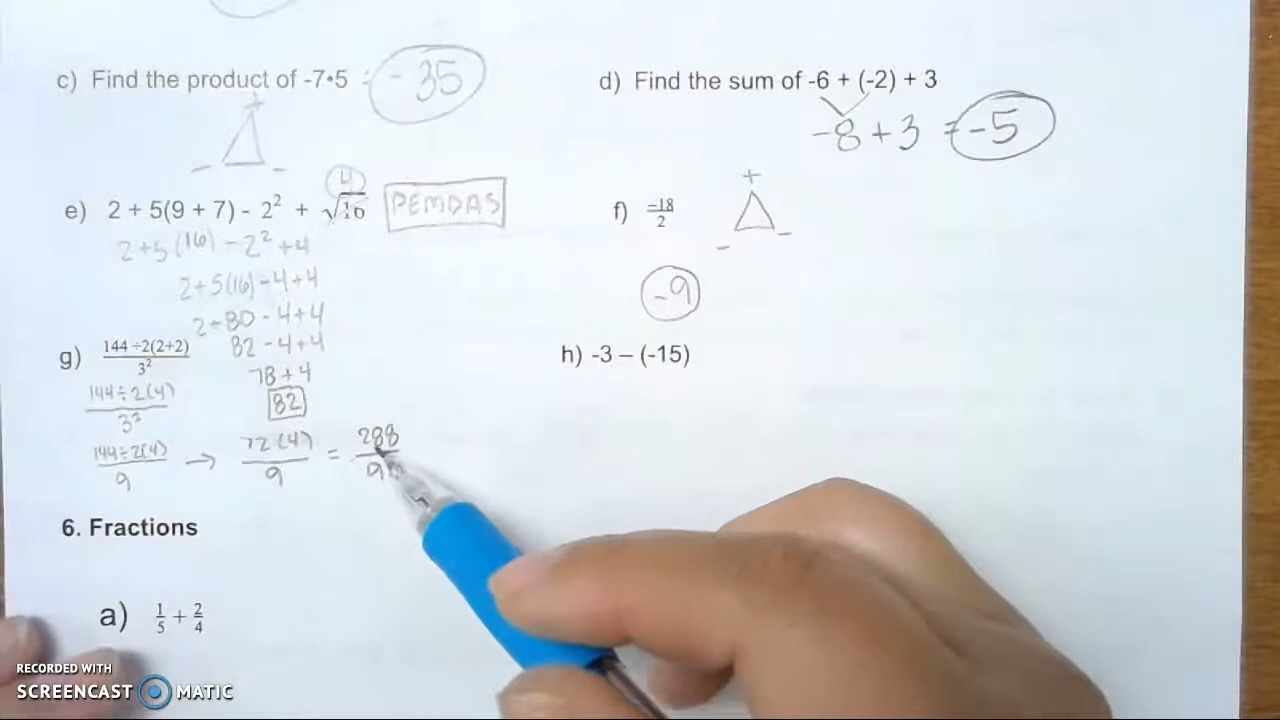 c) Find the product of -7•5 = -35
+
- -
d) Find the sum of -6 + (-2) + 3
-8 + 3 = -5
e) 2 + 5(9 + 7) - 2² + √16 4 PEMDAS
2+5(16) - 2² + 4
2+5(16) - 4 + 4
2+80 - 4 + 4
82 - 4 + 4
78 + 4
82
f) -18/2
+
- -
-9
g) 144 ÷2(2+2)/3²
144÷2(4)/3²
144÷2(4)/9 → 72(4)/9 = 288/9
h) -3 – (-15)
6. Fractions
a) 1/5 + 2/4
RECORDED WITH
SCREENCAST MATIC